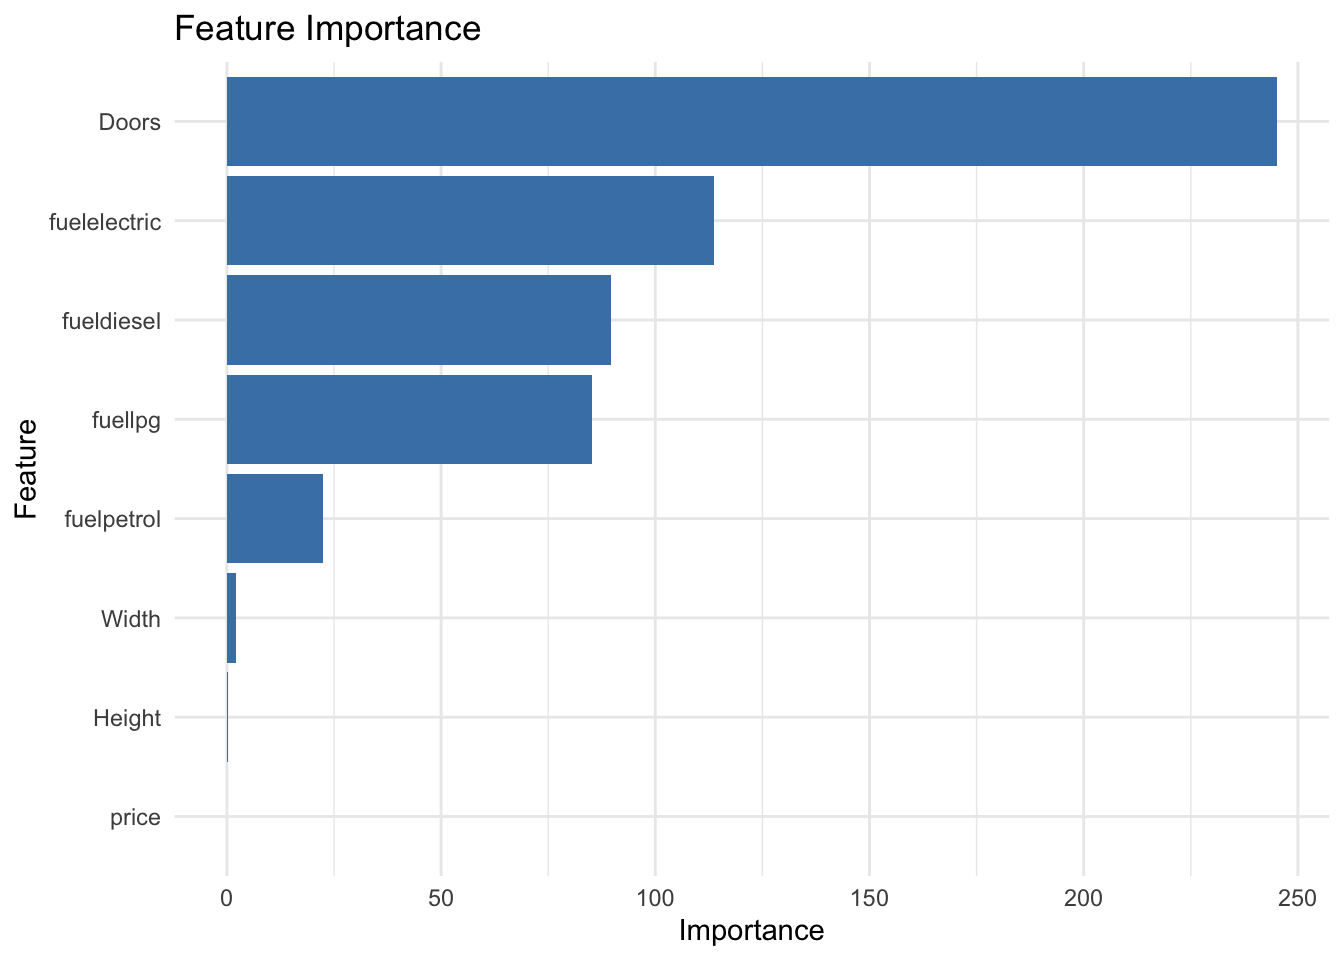 Feature Importance
Doors
fuelelectric
fueldiesel
fuellpg
fuelpetrol
Width
Height
price
Feature
0 50 100 150 200 250
Importance